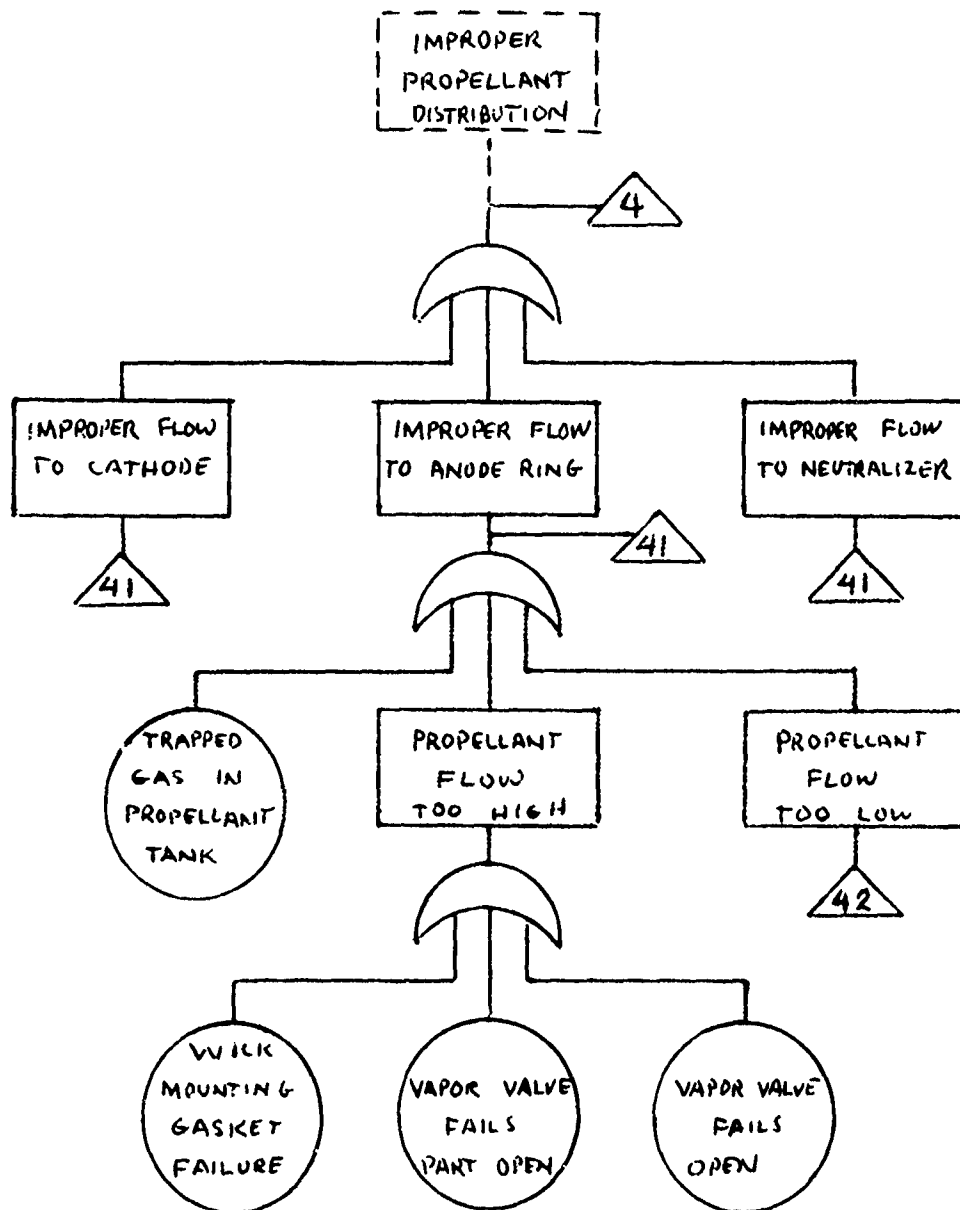 IMPROPER
PROPELLANT
DISTRIBUTION
4
IMPROPER FLOW
TO CATHODE
IMPROPER FLOW
TO ANODE RING
IMPROPER FLOW
TO NEUTRALIZER
41
41
41
TRAPPED
GAS IN
PROPELLANT
TANK
PROPELLANT
FLOW
TOO HIGH
PROPELLANT
FLOW
TOO LOW
42
WICK
MOUNTING
GASKET
FAILURE
VAPOR VALVE
FAILS
PART OPEN
VAPOR VALVE
FAILS
OPEN